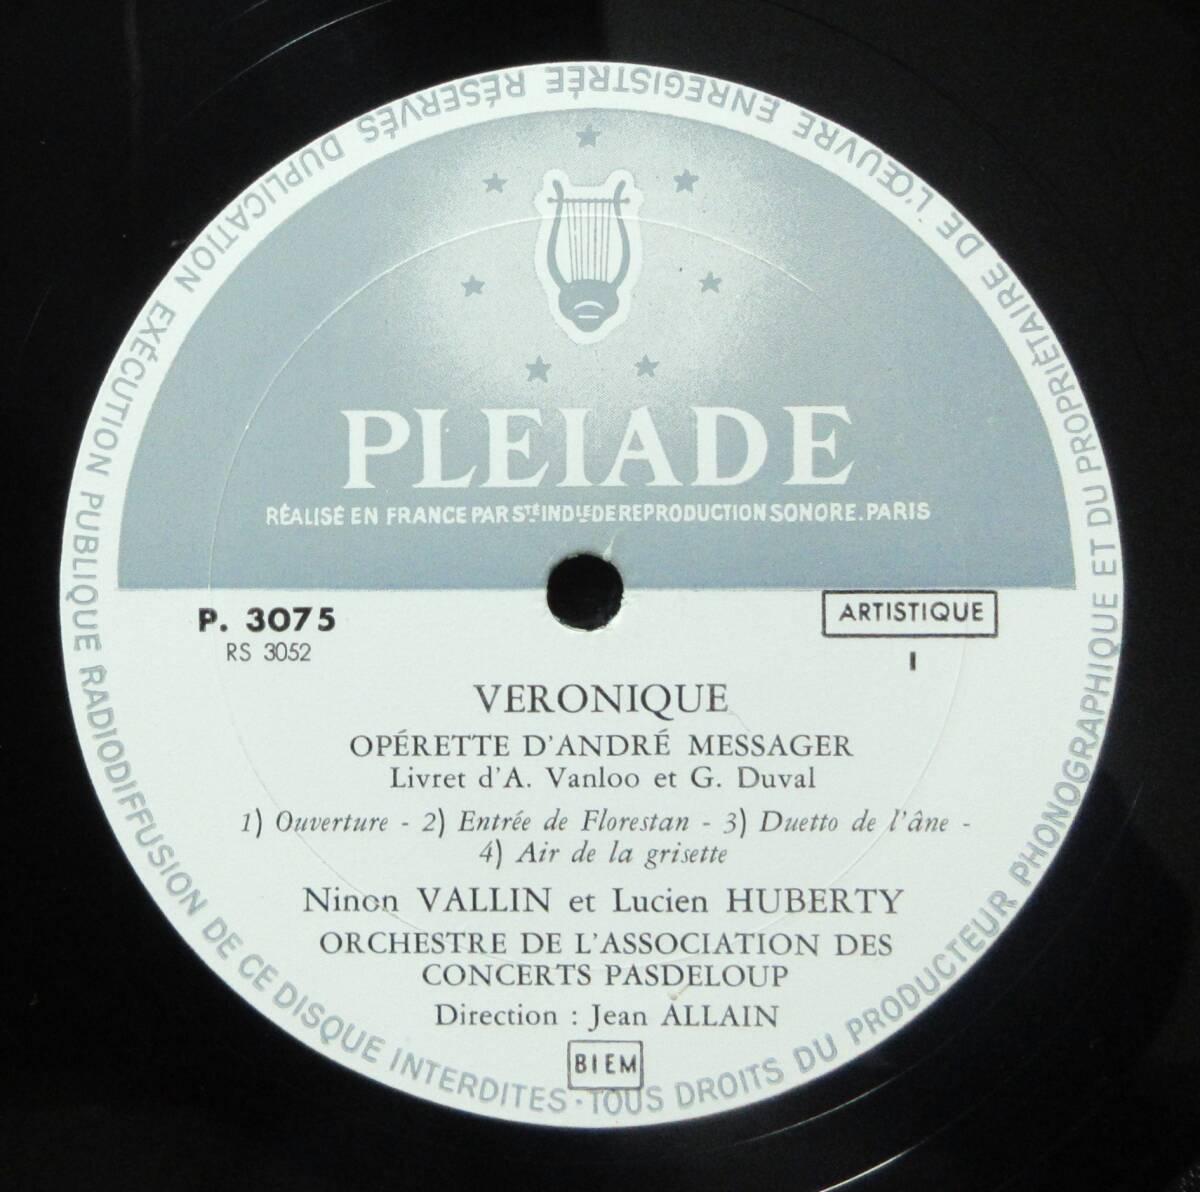 TOUS DROITS DU PRODUCTEUR PHONOGRAPHIQUE ET DU PROPRIÉTAIRE DE L'ŒUVRE ENREGISTRÉE RÉSERVÉS DUPLICATION EXÉCUTION PUBLIQUE RADIODIFFUSION DE CE DISQUE INTERDITES ·
PLEIADE
RÉALISÉ EN FRANCE PAR STÉ INDLE DE REPRODUCTION SONORE. PARIS
P. 3075
ARTISTIQUE
RS 3052
I
VERONIQUE
OPÉRETTE D'ANDRÉ MESSAGER
Livret d'A. Vanloo et G. Duval
1) Ouverture - 2) Entrée de Florestan - 3) Duetto de l'âne -
4) Air de la grisette
Ninon VALLIN et Lucien HUBERTY
ORCHESTRE DE L'ASSOCIATION DES
CONCERTS PASDELOUP
Direction : Jean ALLAIN
BIEM